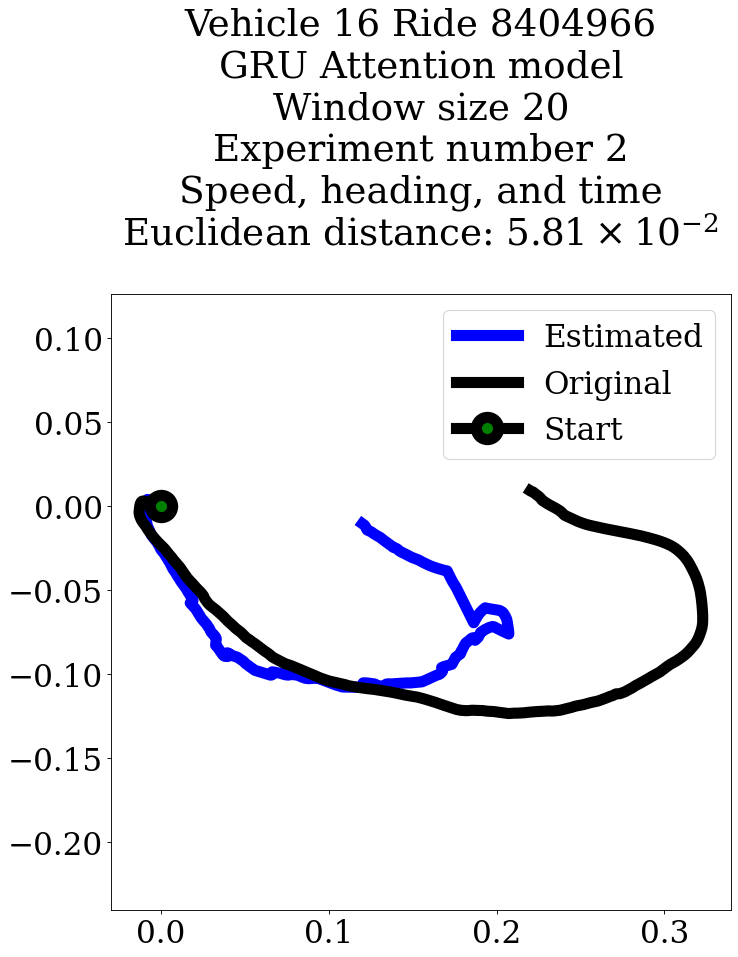 Vehicle 16 Ride 8404966
GRU Attention model
Window size 20
Experiment number 2
Speed, heading, and time
Euclidean distance: 5.81 × 10⁻²
Estimated
Original
Start
0.10
0.05
0.00
−0.05
−0.10
−0.15
−0.20
0.0 0.1 0.2 0.3